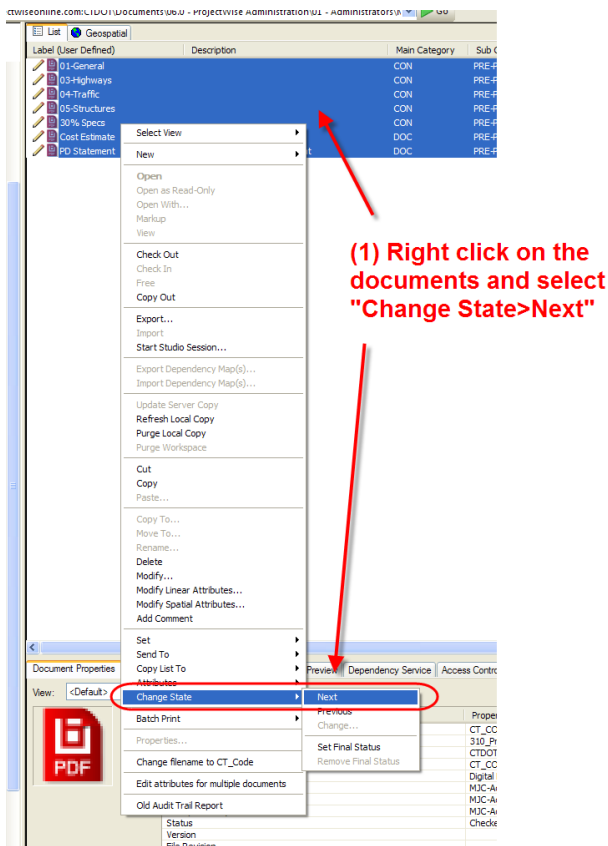 ctwiseonline.com:CTDOT\Documents\06.0 - ProjectWise Administration\01 - Administrators\ Go
List Geospatial
Label (User Defined) Description Main Category Sub
01-General CON PRE-
03-Highways CON PRE-
04-Traffic CON PRE-
05-Structures CON PRE-
30% Specs CON PRE-
Cost Estimate DOC PRE-
PD Statement t DOC PRE-
Select View
New
Open
Open as Read-Only
Open With...
Markup
View
Check Out
Check In
Free
Copy Out
Export...
Import
Start Studio Session...
Export Dependency Map(s)...
Import Dependency Map(s)...
Update Server Copy
Refresh Local Copy
Purge Local Copy
Purge Workspace
Cut
Copy
Paste...
Copy To...
Move To...
Rename...
Delete
Modify...
Modify Linear Attributes...
Modify Spatial Attributes...
Add Comment
Set
Send To
Copy List To
Attributes
Change State
Batch Print
Properties...
Change filename to CT_Code
Edit attributes for multiple documents
Old Audit Trail Report
(1) Right click on the
documents and select
"Change State>Next"
Document Properties Preview Dependency Service Access Contro
View: <Default>
Next
Previous
Change...
Set Final Status
Remove Final Status
PDF
Proper
CT_CO
310_Pr
CTDOT
CT_CO
Digital
MJC-A
MJC-A
MJC-A
Status Checke
Version
File Revision